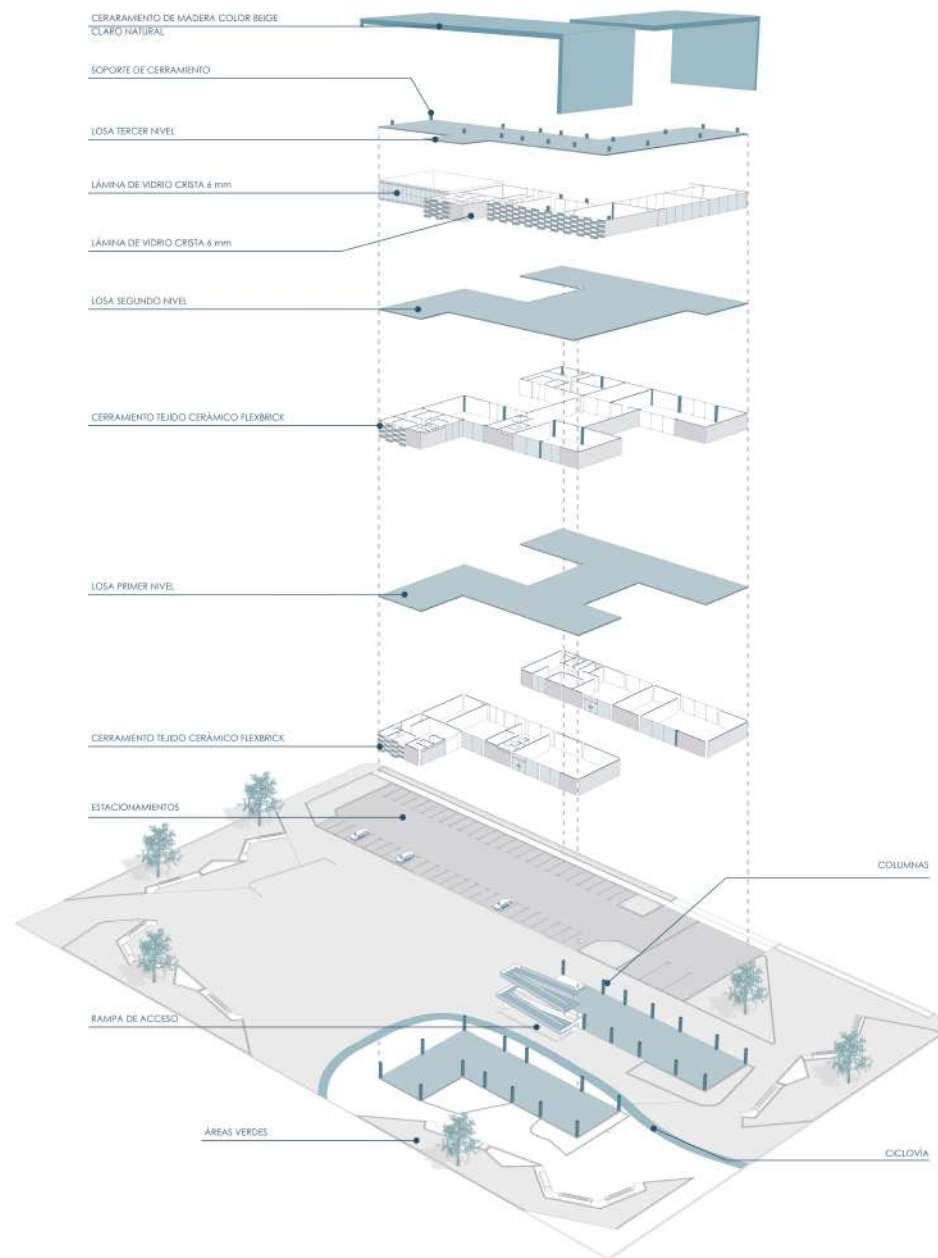 CERARAMIENTO DE MADERA COLOR BEIGE
CLARO NATURAL
SOPORTE DE CERRAMIENTO
LOSA TERCER NIVEL
LÁMINA DE VIDRIO CRISTA 6 mm
LÁMINA DE VIDRIO CRISTA 6 mm
LOSA SEGUNDO NIVEL
CERRAMIENTO TEJIDO CERÁMICO FLEXBRICK
LOSA PRIMER NIVEL
CERRAMIENTO TEJIDO CERÁMICO FLEXBRICK
ESTACIONAMIENTOS
COLUMNAS
RAMPA DE ACCESO
ÁREAS VERDES
CICLOVÍA